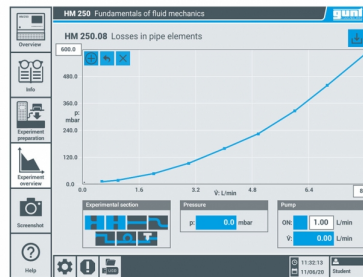 HM 250 Fundamentals of fluid mechanics
gunt
Overview
HM 250.08 Losses in pipe elements
600.0
480.0
360.0
p:
mbar
240.0
120.0
0.0
0.0
1.6
3.2
4.8
6.4
8
V̇: L/min
Info
Experiment
preparation
Experiment
overview
Screenshot
Help
Experimental section
Pressure
p:
0.0 mbar
Pump
ON:
1.00 L/min
V̇:
0.00 L/min
USB
11:32:13
11/06/20
Student